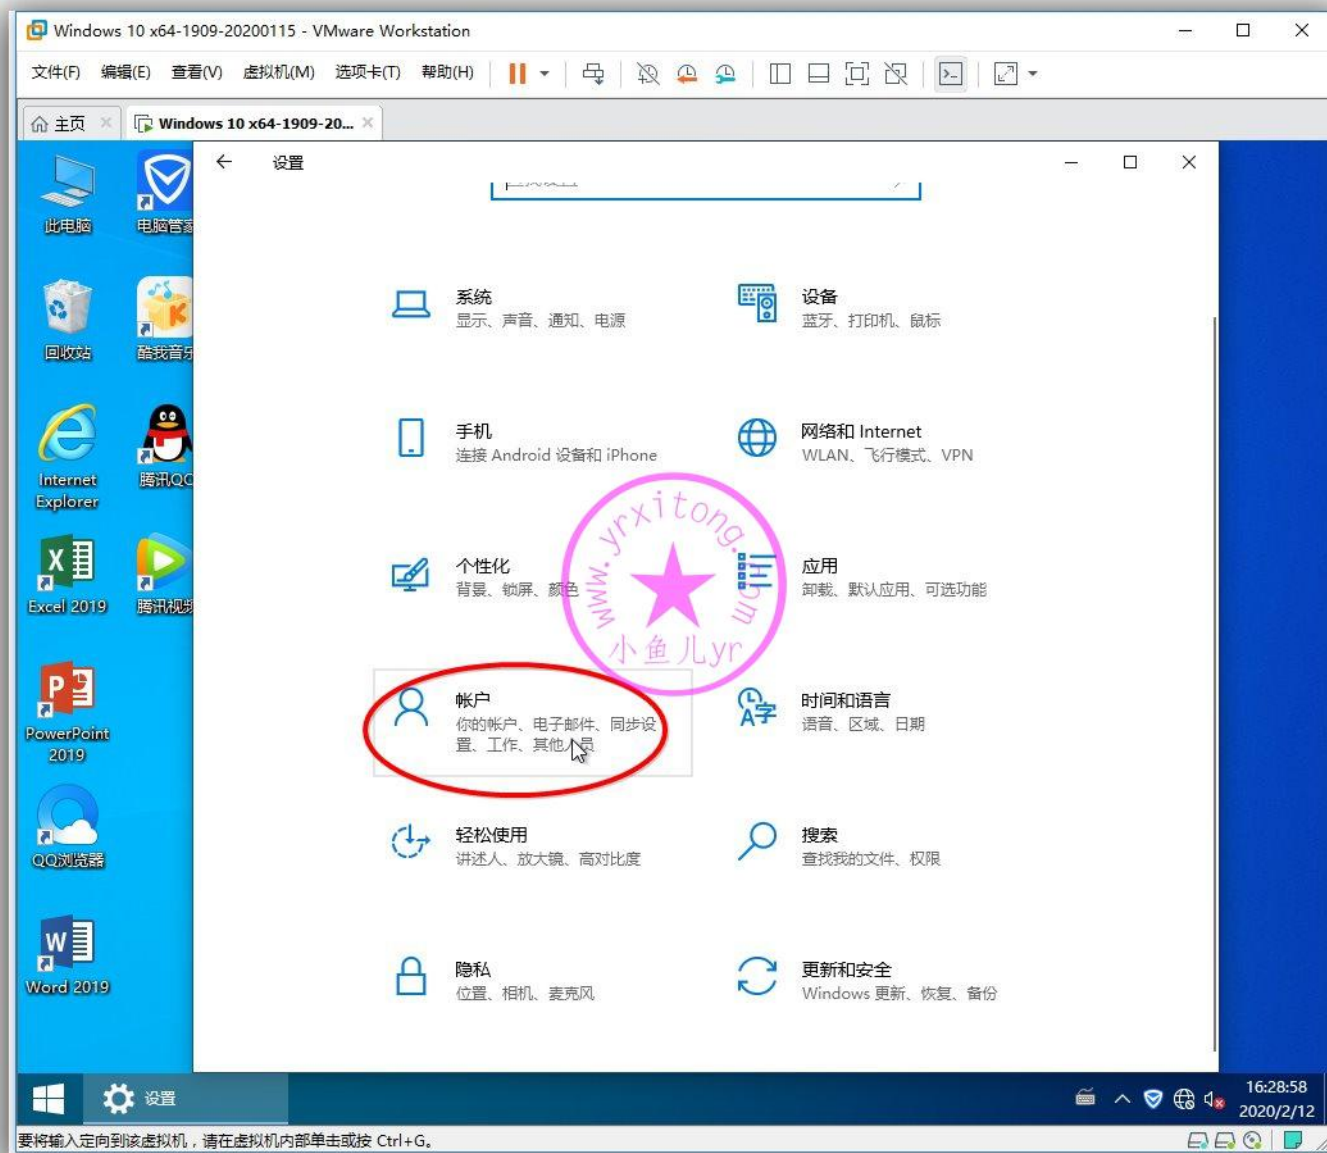 Windows 10 x64-1909-20200115 - VMware Workstation
文件(F) 编辑(E) 查看(V) 虚拟机(M) 选项卡(T) 帮助(H)
主页
Windows 10 x64-1909-20...
设置
此电脑
电脑管家
回收站
酷我音乐
Internet
Explorer
腾讯QQ
Excel 2019
腾讯视频
PowerPoint
2019
QQ浏览器
Word 2019
系统
显示、声音、通知、电源
设备
蓝牙、打印机、鼠标
手机
连接 Android 设备和 iPhone
网络和 Internet
WLAN、飞行模式、VPN
个性化
背景、锁屏、颜色
应用
卸载、默认应用、可选功能
帐户
你的帐户、电子邮件、同步设
置、工作、其他人员
时间和语言
语音、区域、日期
轻松使用
讲述人、放大镜、高对比度
搜索
查找我的文件、权限
隐私
位置、相机、麦克风
更新和安全
Windows 更新、恢复、备份
www.yrxitong.com
小鱼儿yr
设置
16:28:58
2020/2/12
要将输入定向到该虚拟机，请在虚拟机内部单击或按 Ctrl+G。